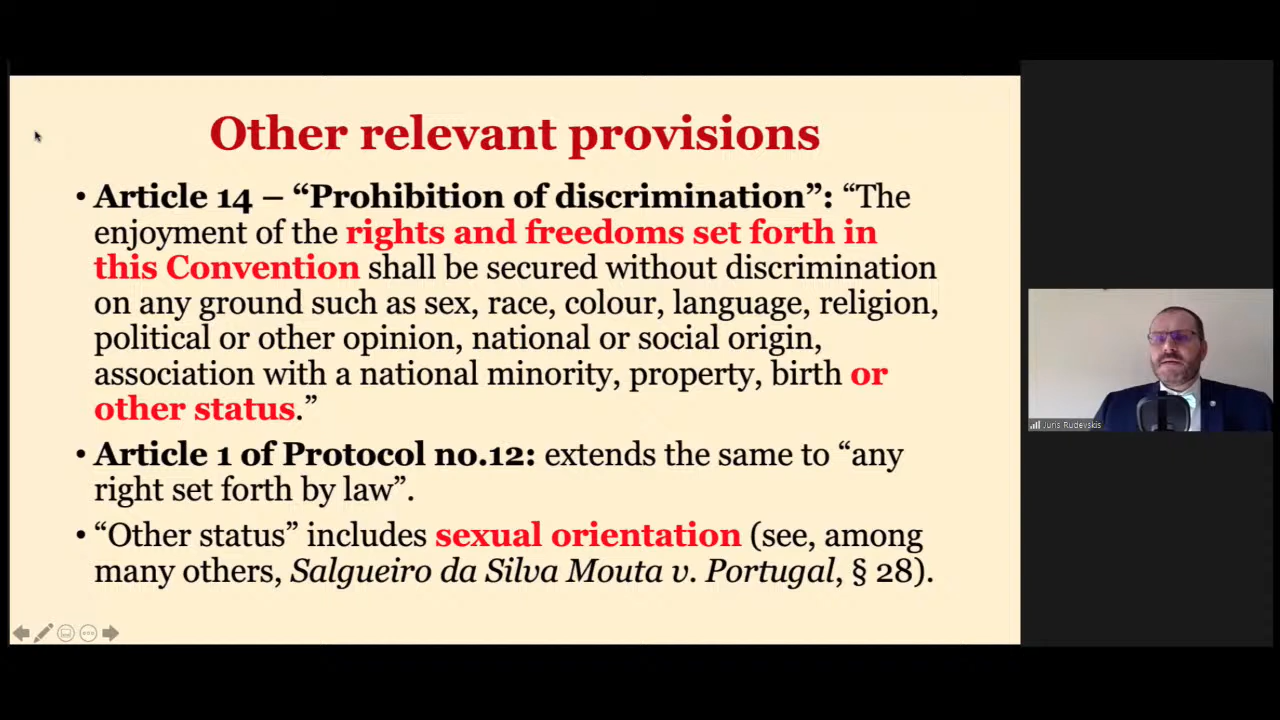 Other relevant provisions
• Article 14 – “Prohibition of discrimination”: “The
enjoyment of the rights and freedoms set forth in
this Convention shall be secured without discrimination
on any ground such as sex, race, colour, language, religion,
political or other opinion, national or social origin,
association with a national minority, property, birth or
other status.”
• Article 1 of Protocol no.12: extends the same to “any
right set forth by law”.
• “Other status” includes sexual orientation (see, among
many others, Salgueiro da Silva Mouta v. Portugal, § 28).
Juris Rudevskis